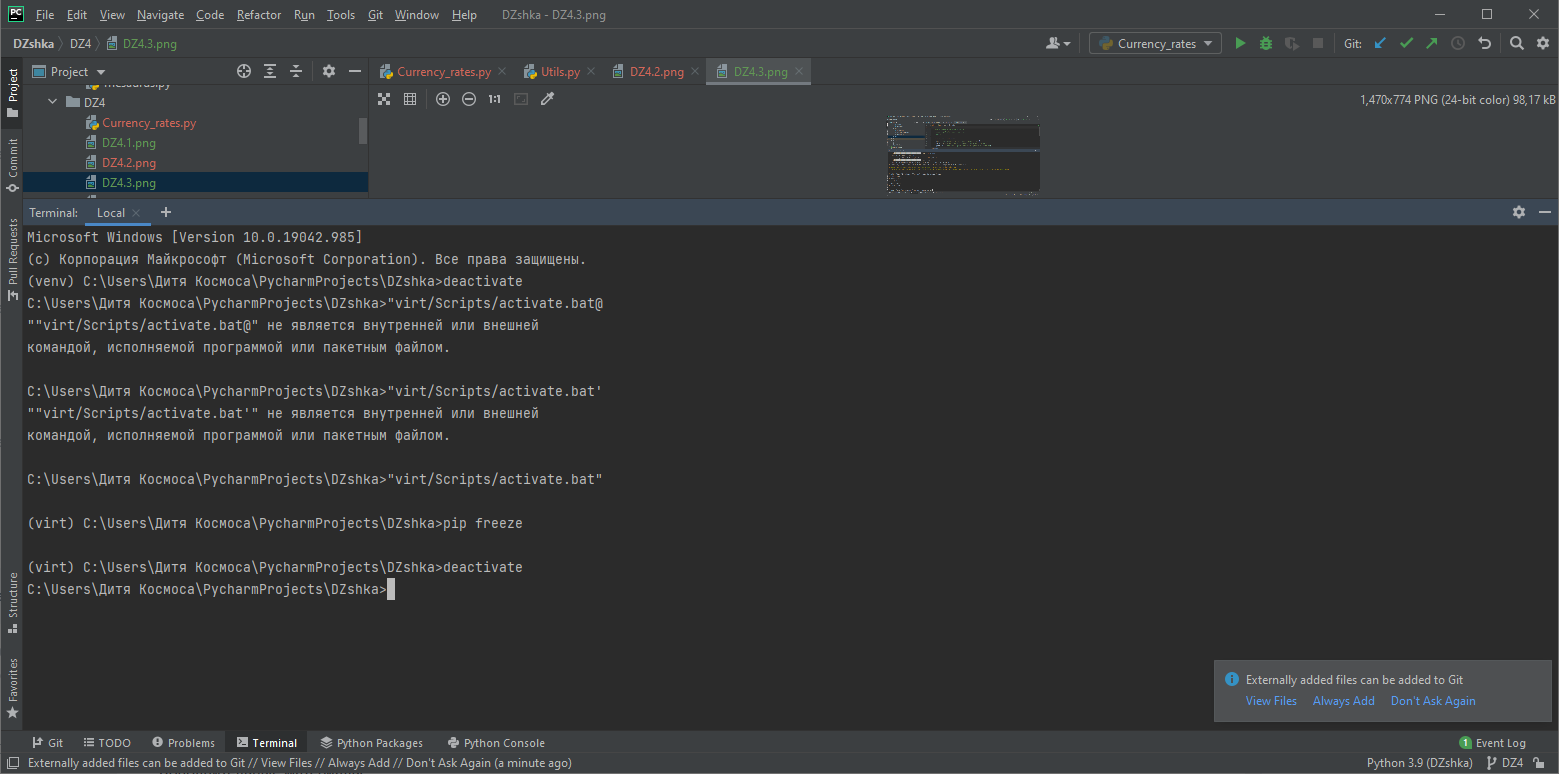 PC File Edit View Navigate Code Refactor Run Tools Git Window Help DZshka - DZ4.3.png
DZshka DZ4 DZ4.3.png Currency_rates Git:
Project Currency_rates.py Utils.py DZ4.2.png DZ4.3.png
1:1 1,470x774 PNG (24-bit color) 98,17 kB
DZ4
Currency_rates.py
DZ4.1.png
DZ4.2.png
DZ4.3.png
Project
Commit
Pull Requests
Structure
Favorites
Terminal: Local +
Microsoft Windows [Version 10.0.19042.985]
(c) Корпорация Майкрософт (Microsoft Corporation). Все права защищены.
(venv) C:\Users\Дитя Космоса\PycharmProjects\DZshka>deactivate
C:\Users\Дитя Космоса\PycharmProjects\DZshka>"virt/Scripts/activate.bat@
""virt/Scripts/activate.bat@" не является внутренней или внешней
командой, исполняемой программой или пакетным файлом.
C:\Users\Дитя Космоса\PycharmProjects\DZshka>"virt/Scripts/activate.bat'
""virt/Scripts/activate.bat'" не является внутренней или внешней
командой, исполняемой программой или пакетным файлом.
C:\Users\Дитя Космоса\PycharmProjects\DZshka>"virt/Scripts/activate.bat"
(virt) C:\Users\Дитя Космоса\PycharmProjects\DZshka>pip freeze
(virt) C:\Users\Дитя Космоса\PycharmProjects\DZshka>deactivate
C:\Users\Дитя Космоса\PycharmProjects\DZshka>
Externally added files can be added to Git
View Files Always Add Don't Ask Again
Git TODO Problems Terminal Python Packages Python Console 1 Event Log
Externally added files can be added to Git // View Files // Always Add // Don't Ask Again (a minute ago) Python 3.9 (DZshka) DZ4